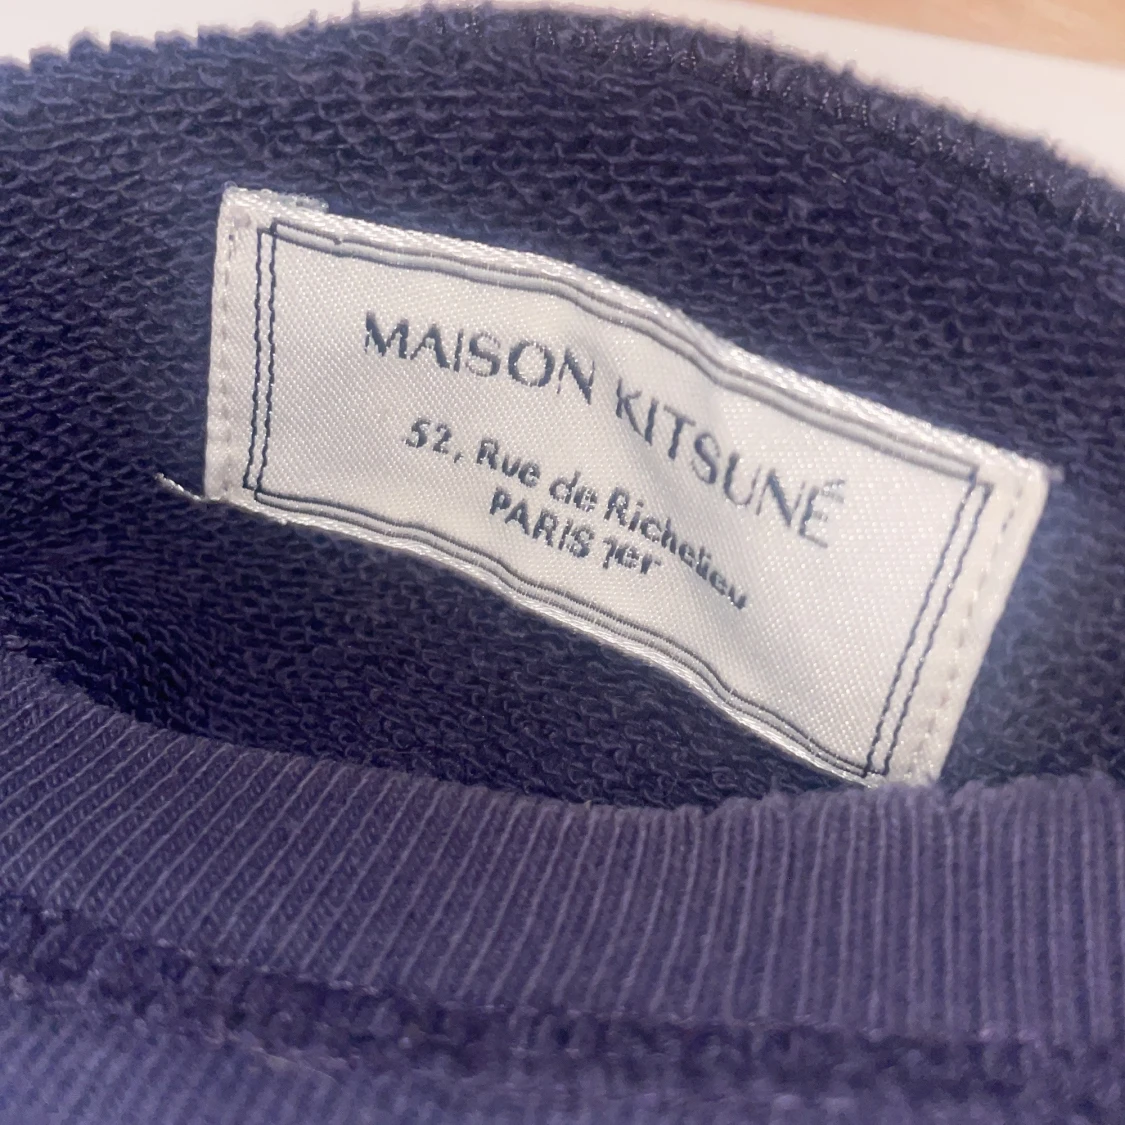 MAISON KITSUNÉ
52, Rue de Richelieu
PARIS 1er